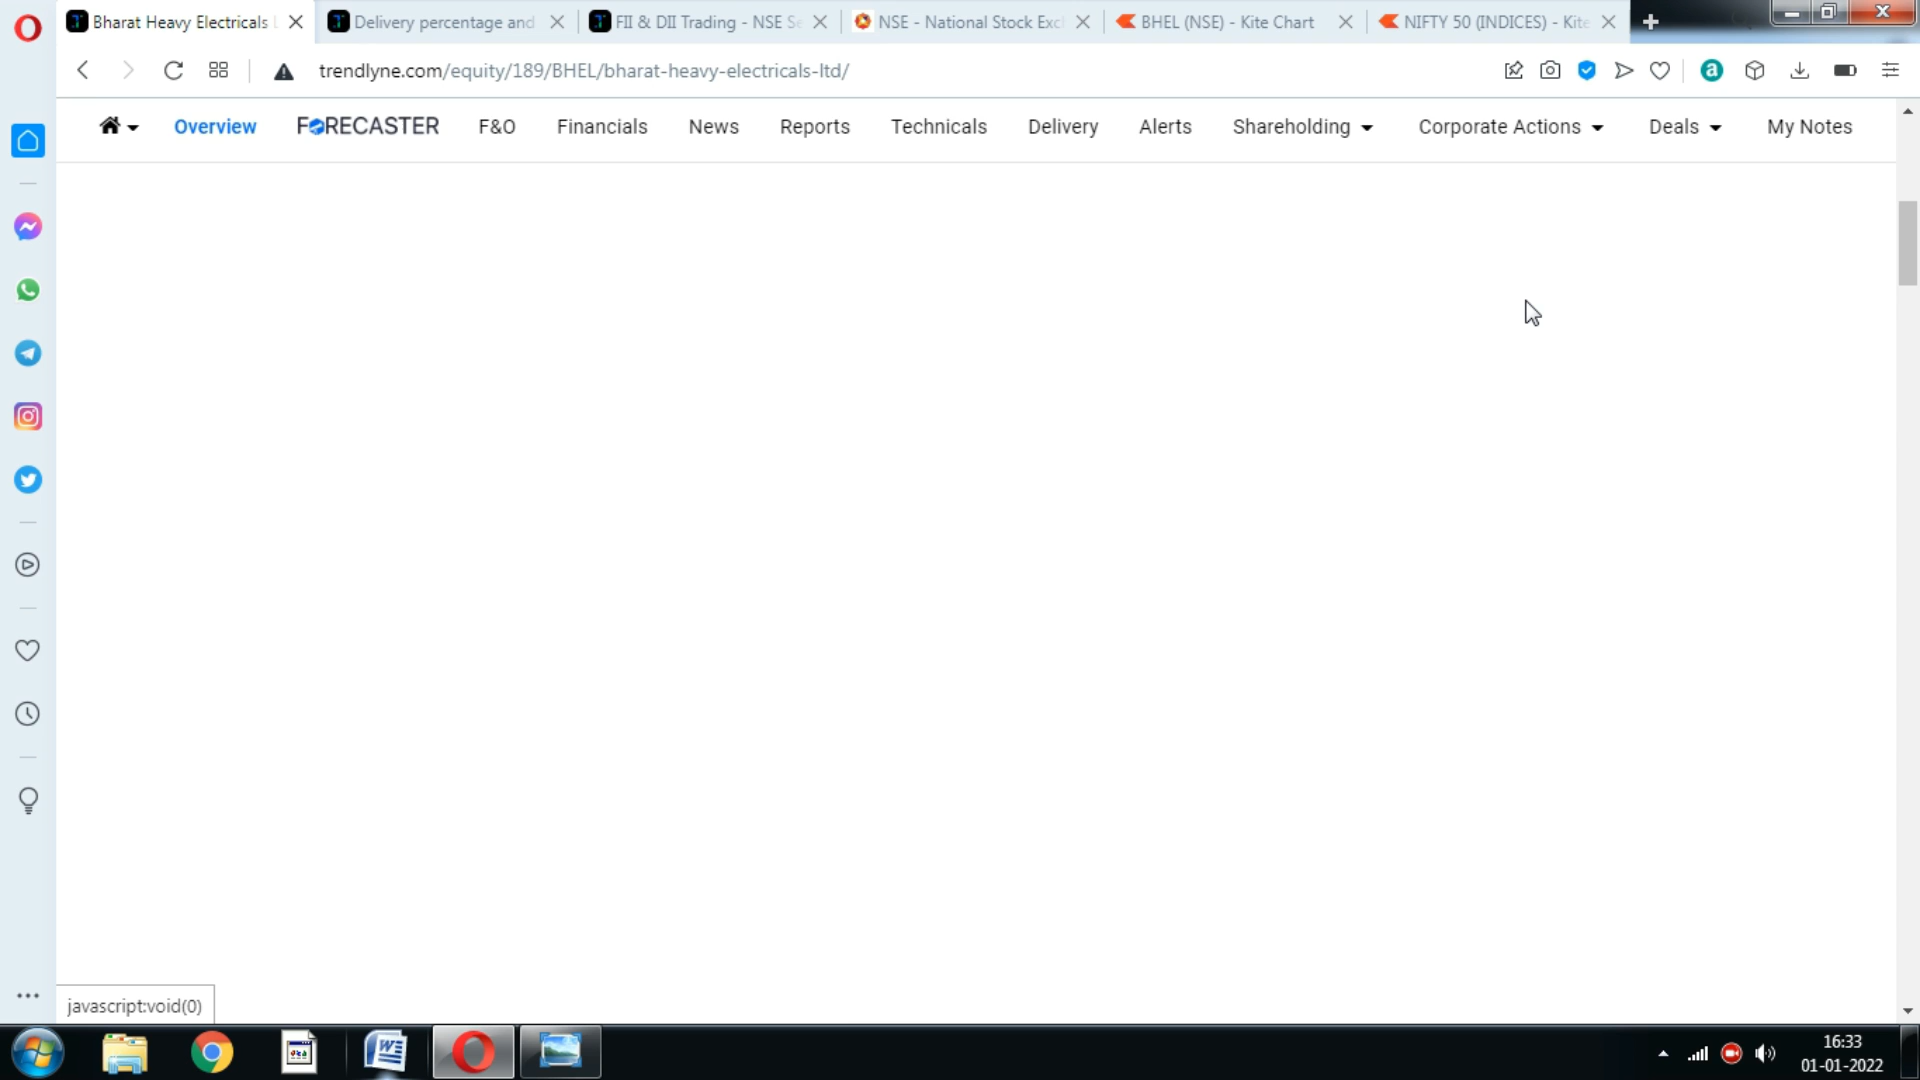 Bharat Heavy Electricals
Delivery percentage and
FII & DII Trading - NSE Se
NSE - National Stock Exc
BHEL (NSE) - Kite Chart
NIFTY 50 (INDICES) - Kite
trendlyne.com/equity/189/BHEL/bharat-heavy-electricals-ltd/
Overview
FORECASTER
F&O
Financials
News
Reports
Technicals
Delivery
Alerts
Shareholding
Corporate Actions
Deals
My Notes
javascript:void(0)
16:33
01-01-2022